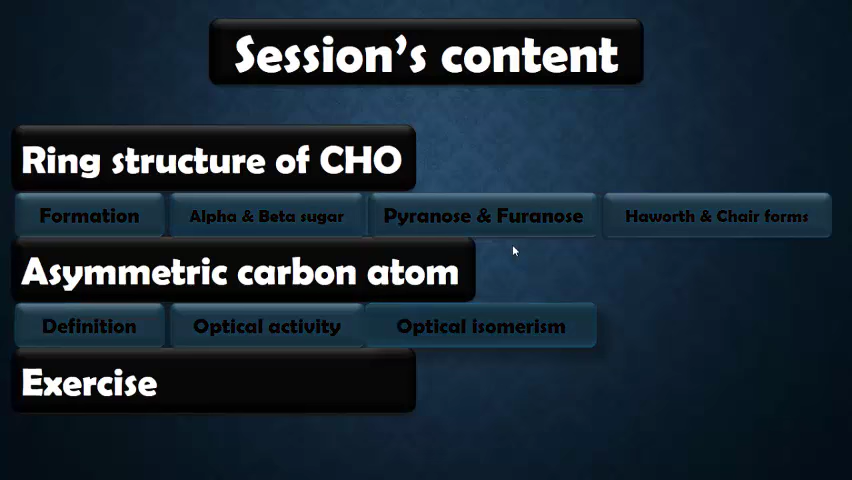 Session's content
Ring structure of CHO
Formation Alpha & Beta sugar Pyranose & Furanose Haworth & Chair forms
Asymmetric carbon atom
Definition Optical activity Optical isomerism
Exercise